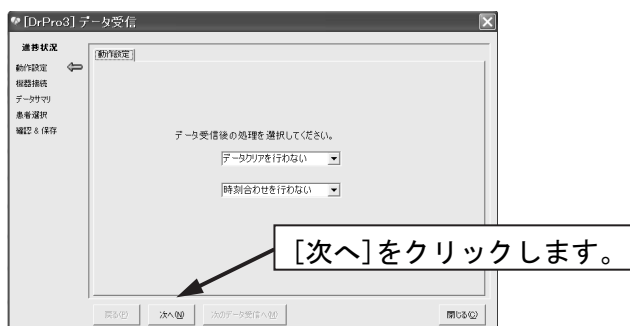 [DrPro3] データ受信
進捗状況
動作設定
機器接続
データサマリ
患者選択
確認 & 保存
動作設定
データ受信後の処理を選択してください。
データクリアを行わない
時刻合わせを行わない
[次へ]をクリックします。
戻る(P)
次へ(N)
次のデータ受信へ(M)
閉じる(C)